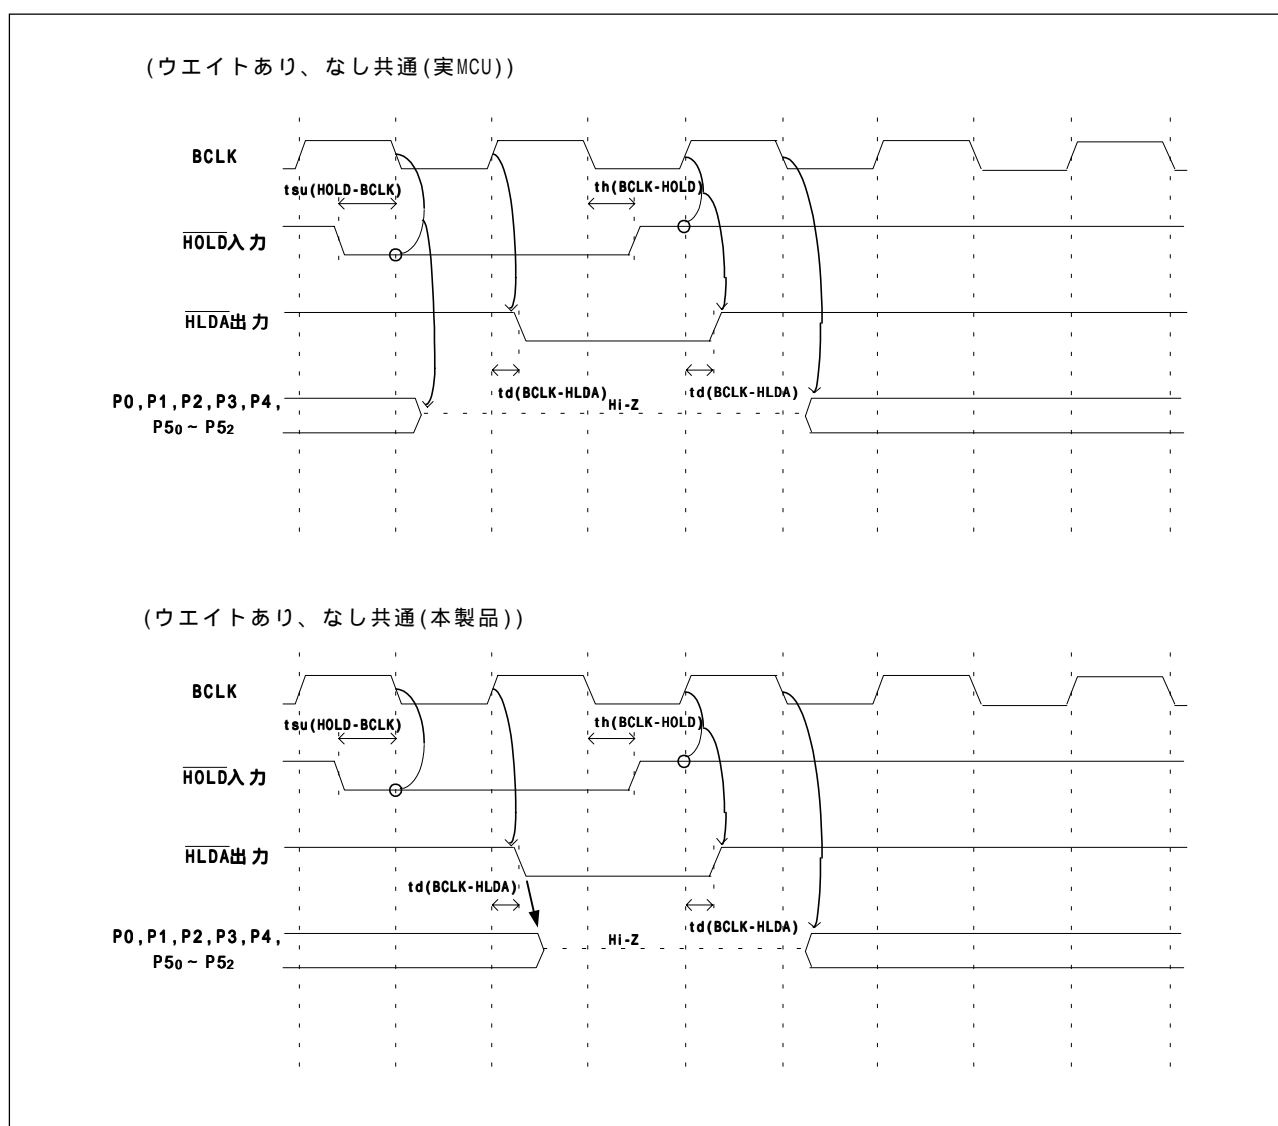 (ウエイトあり、なし共通(実MCU))
BCLK
tsu(HOLD-BCLK)
th(BCLK-HOLD)
HOLD入力
HLDA出力
td(BCLK-HLDA)
Hi-Z
td(BCLK-HLDA)
P0,P1,P2,P3,P4,
P50~P52
(ウエイトあり、なし共通(本製品))
BCLK
tsu(HOLD-BCLK)
th(BCLK-HOLD)
HOLD入力
HLDA出力
td(BCLK-HLDA)
td(BCLK-HLDA)
P0,P1,P2,P3,P4,
Hi-Z
P50~P52